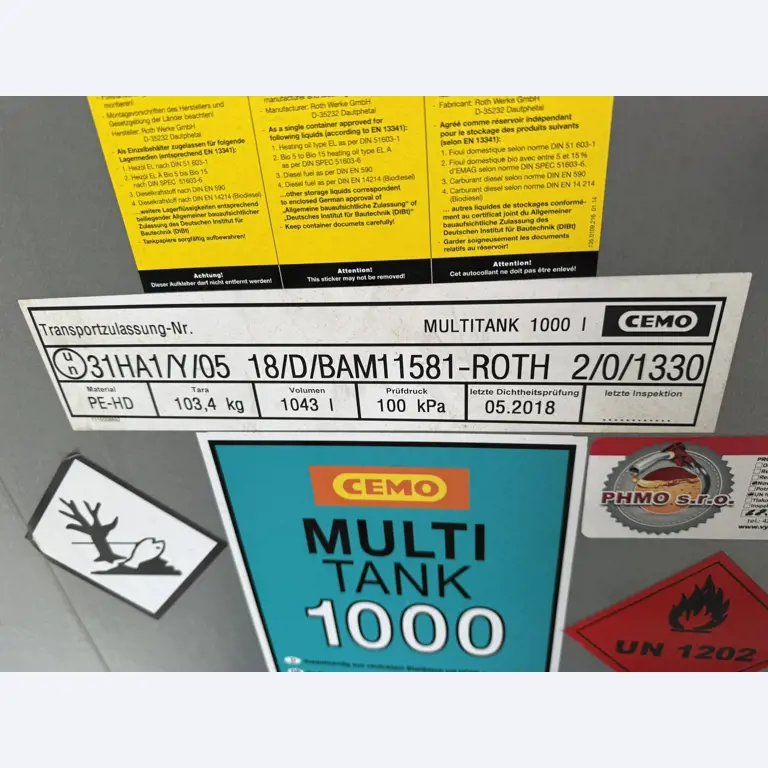 montieren!
- Montagevorschriften des Herstellers und
Gesetzgebung der Länder beachten!
- Hersteller: Roth Werke GmbH
D-35232 Dautphetal
- Als Einzelbehälter zugelassen für folgende
Lagermedien (entsprechend EN 13341):
1. Heizöl EL nach DIN 51 603-1
2. Heizöl EL A Bio 5 bis Bio 15
nach DIN SPEC 51603-6
3. Dieselkraftstoff nach DIN EN 590
4. Dieselkraftstoff nach DIN EN 14214 (Biodiesel)
... weitere Lagerflüssigkeiten entsprechend
beiliegender Allgemeiner bauaufsichtlicher
Zulassung des Deutschen Institut für
Bautechnik (DIBt)
- Tankpapiere sorgfältig aufbewahren!
Achtung!
Dieser Aufkleber darf nicht entfernt werden!
- Manufacturer: Roth Werke GmbH
D-35232 Dautphetal
- As a single container approved for
following liquids (according to EN 13341):
1. Heating oil type EL as per DIN 51603-1
2. Bio 5 to Bio 15 heating oil type EL A
as per DIN SPEC 51603-6
3. Diesel fuel as per DIN EN 590
4. Diesel fuel as per DIN EN 14214 (Biodiesel)
...other storage liquids correspondent
to enclosed German approval of
„Allgemeine bauaufsichtliche Zulassung" of
„Deutsches Institut für Bautechnik (DIBt)
- Keep container documets carefully!
Attention!
This sticker may not be removed!
- Fabricant: Roth Werke GmbH
D-35232 Dautphetal
- Agréé comme réservoir indépendant
pour le stockage des produits suivants
(selon EN 13341):
1. Fioul domestique selon norme DIN 51 603-1
2. Fioul domestique bio avec entre 5 et 15 %
d'EMAG selon norme DIN SPEC 51603-6.
3. Carburant diesel selon norme DIN EN 590
4. Carburant diesel selon norme DIN EN 14 214
(Biodiesel)
... autres liquides de stockages conformé-
ment au certificat joint du Allgemeiner
bauaufsichtliche Zulassung des
Deutschen Institut für Bautechnik (DIBt)
- Garder soigneusement les documents
relatifs au réservoir!
Attention!
Cet autocollant ne doit pas être enlevé!
Transportzulassung-Nr.
MULTITANK 1000 l
CEMO
un 31HA1/Y/05 18/D/BAM11581-ROTH 2/0/1330
Material
PE-HD
Tara
103,4 kg
Volumen
1043 l
Prüfdruck
100 kPa
letzte Dichtheitsprüfung
05.2018
letzte Inspektion
CEMO
MULTI
TANK
1000
PHMO s.r.o.
UN 1202